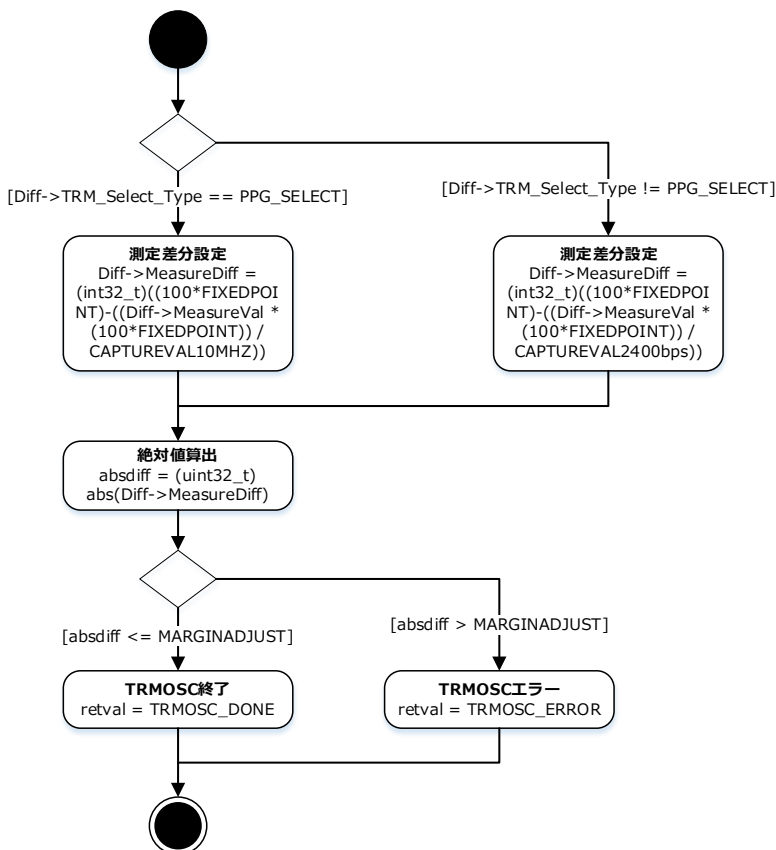 [Diff->TRM_Select_Type == PPG_SELECT]
[Diff->TRM_Select_Type != PPG_SELECT]
測定差分設定
Diff->MeasureDiff =
(int32_t)((100*FIXEDPOI
NT)-((Diff->MeasureVal *
(100*FIXEDPOINT)) /
CAPTUREVAL10MHZ))
測定差分設定
Diff->MeasureDiff =
(int32_t)((100*FIXEDPOI
NT)-((Diff->MeasureVal *
(100*FIXEDPOINT)) /
CAPTUREVAL2400bps))
絶対値算出
absdiff = (uint32_t)
abs(Diff->MeasureDiff)
[absdiff <= MARGINADJUST]
[absdiff > MARGINADJUST]
TRMOSC終了
retval = TRMOSC_DONE
TRMOSCエラー
retval = TRMOSC_ERROR